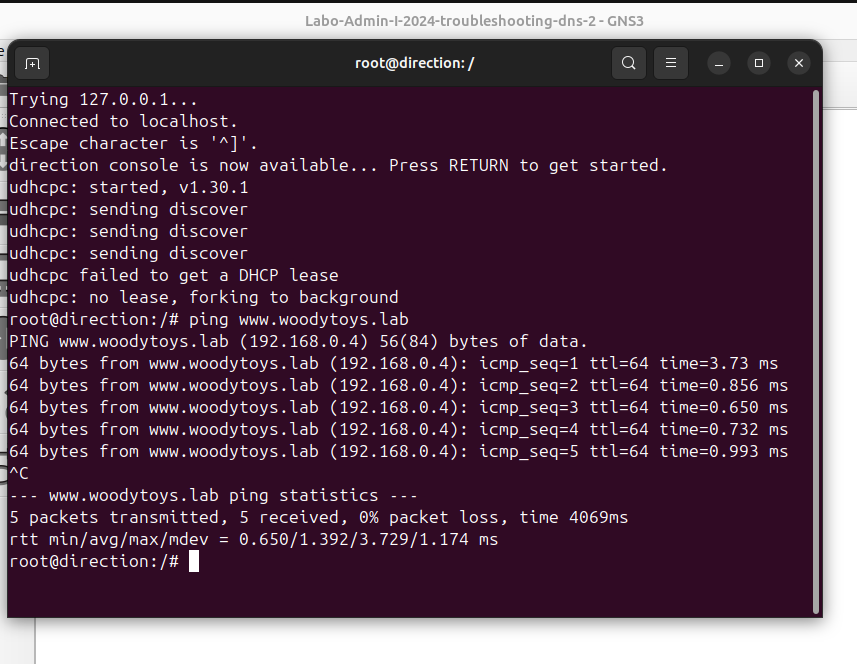 Labo-Admin-I-2024-troubleshooting-dns-2 - GNS3
root@direction: /
Trying 127.0.0.1...
Connected to localhost.
Escape character is '^]'.
direction console is now available... Press RETURN to get started.
udhcpc: started, v1.30.1
udhcpc: sending discover
udhcpc: sending discover
udhcpc: sending discover
udhcpc failed to get a DHCP lease
udhcpc: no lease, forking to background
root@direction:/# ping www.woodytoys.lab
PING www.woodytoys.lab (192.168.0.4) 56(84) bytes of data.
64 bytes from www.woodytoys.lab (192.168.0.4): icmp_seq=1 ttl=64 time=3.73 ms
64 bytes from www.woodytoys.lab (192.168.0.4): icmp_seq=2 ttl=64 time=0.856 ms
64 bytes from www.woodytoys.lab (192.168.0.4): icmp_seq=3 ttl=64 time=0.650 ms
64 bytes from www.woodytoys.lab (192.168.0.4): icmp_seq=4 ttl=64 time=0.732 ms
64 bytes from www.woodytoys.lab (192.168.0.4): icmp_seq=5 ttl=64 time=0.993 ms
^C
--- www.woodytoys.lab ping statistics ---
5 packets transmitted, 5 received, 0% packet loss, time 4069ms
rtt min/avg/max/mdev = 0.650/1.392/3.729/1.174 ms
root@direction:/#